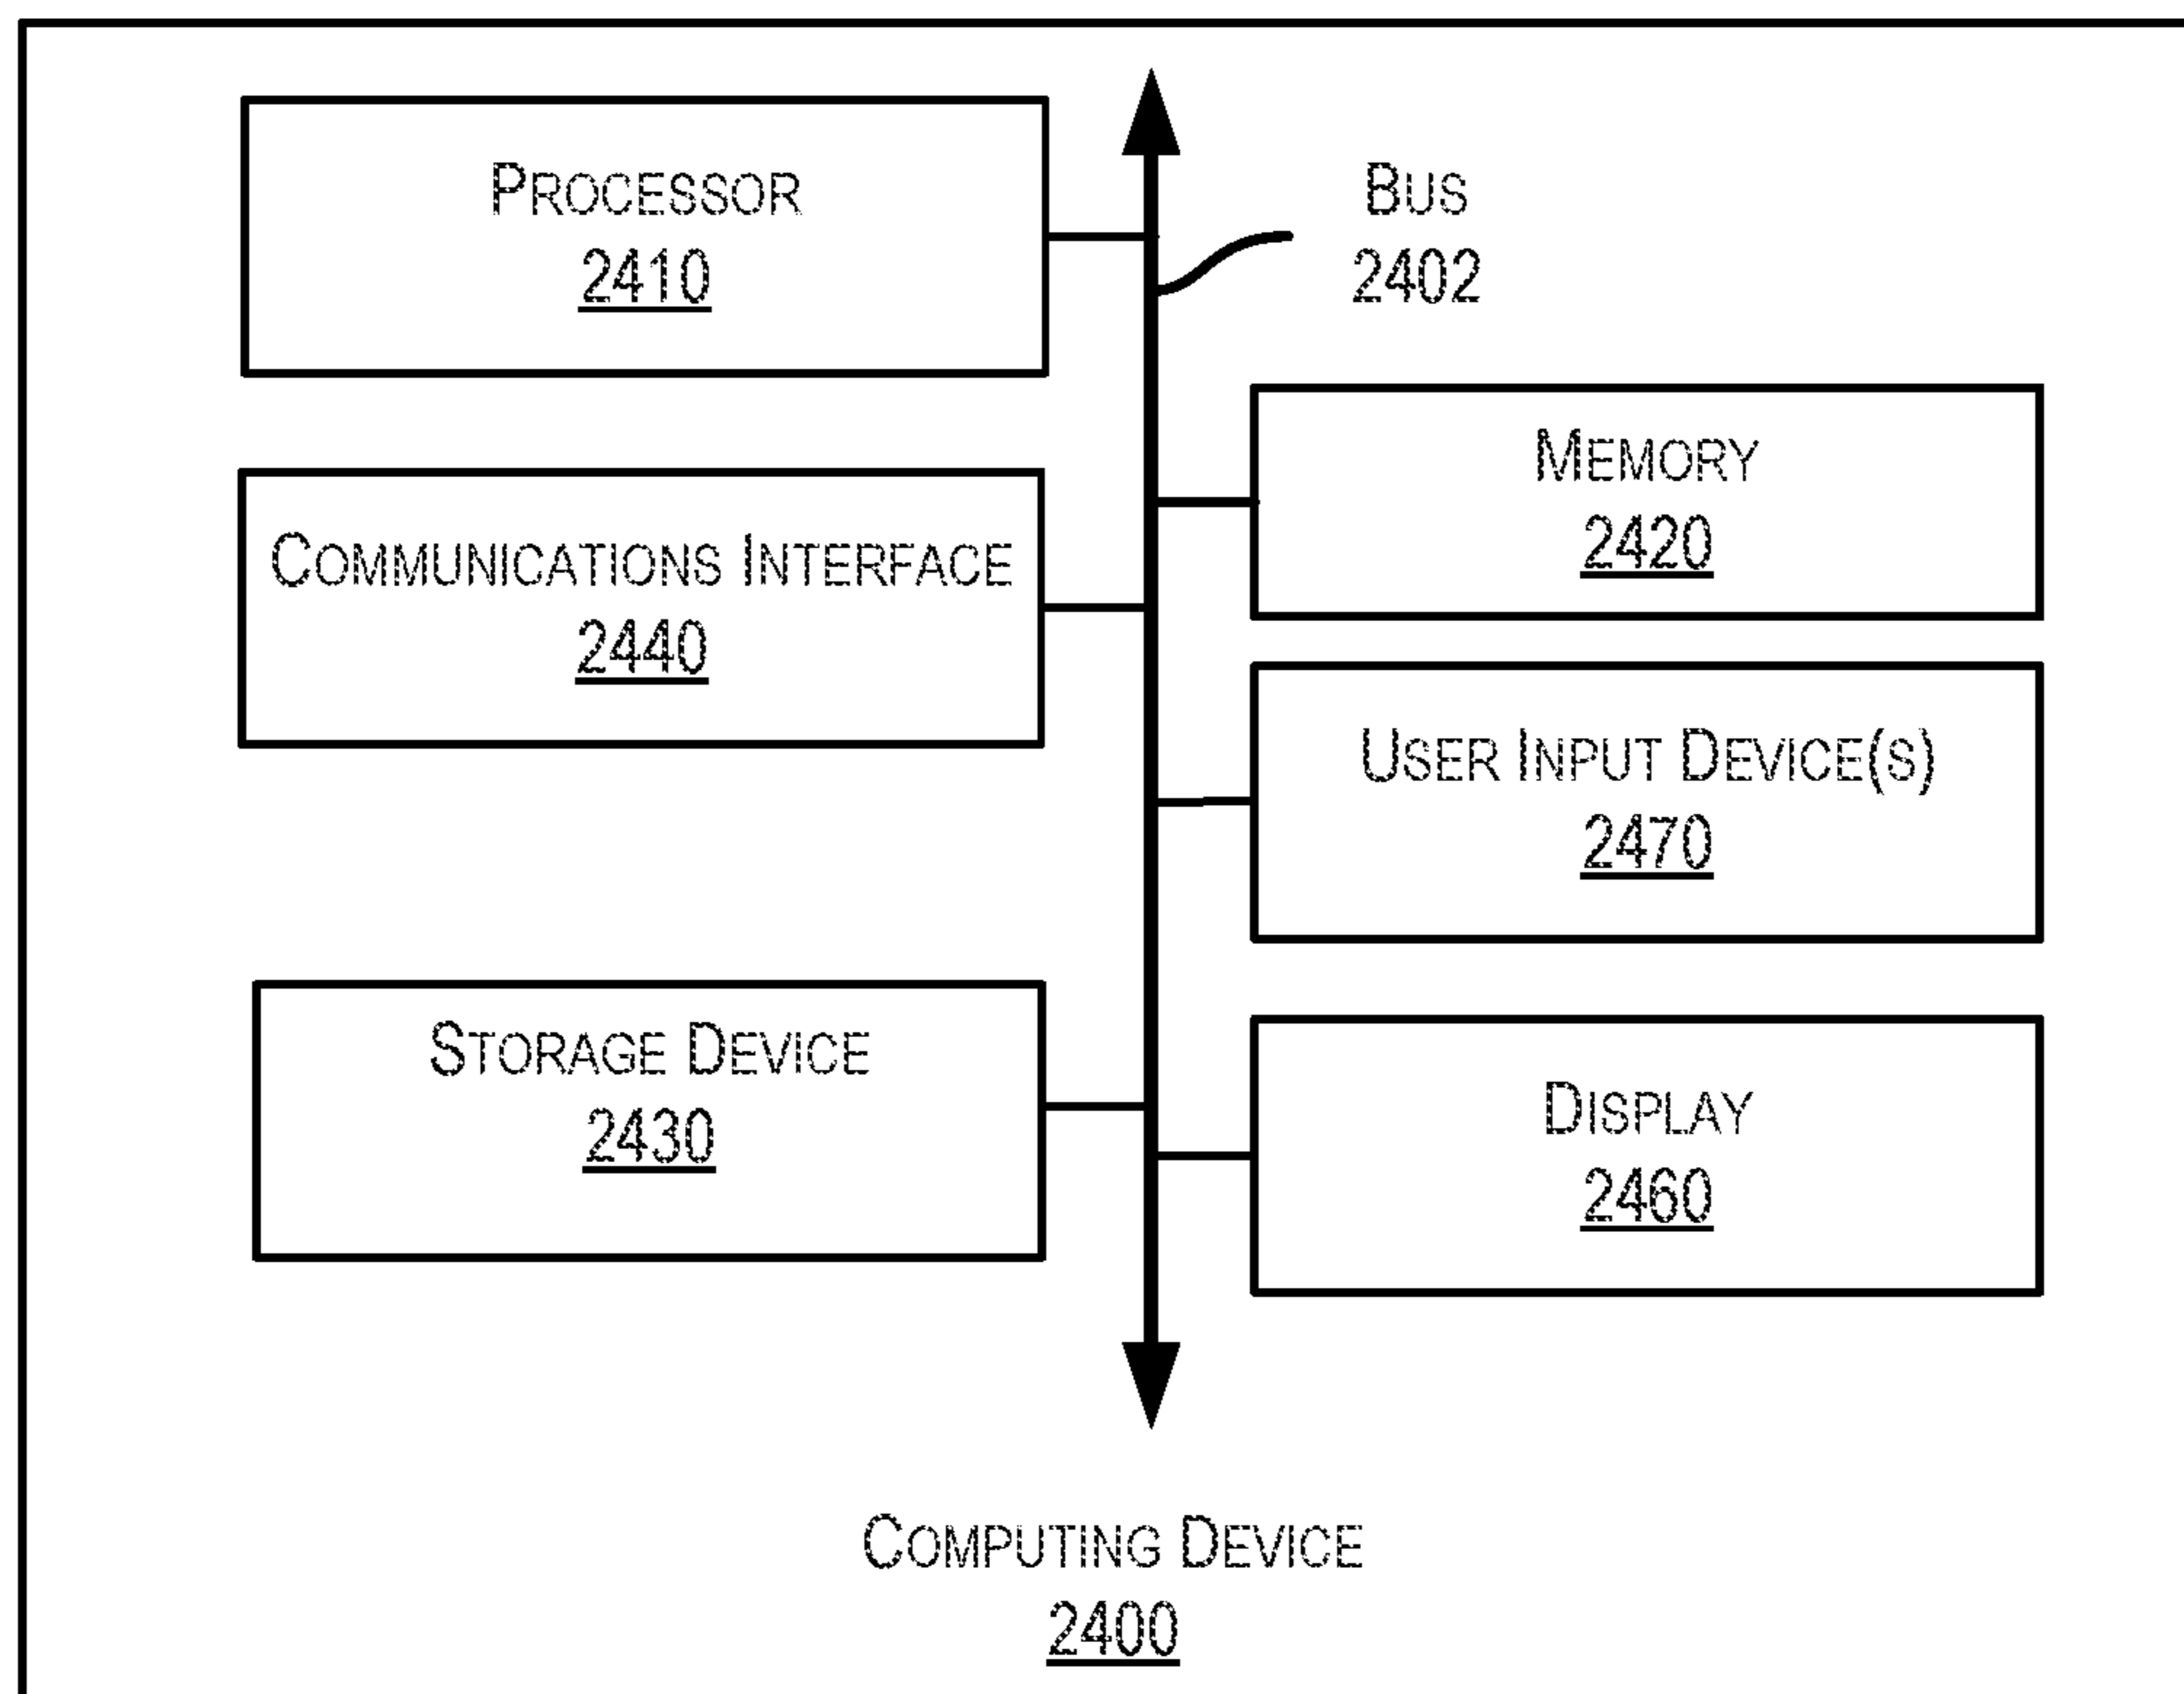 Processor
2410
Bus
2402
Memory
2420
Communications Interface
2440
User Input Device(s)
2470
Storage Device
2430
Display
2460
Computing Device
2400